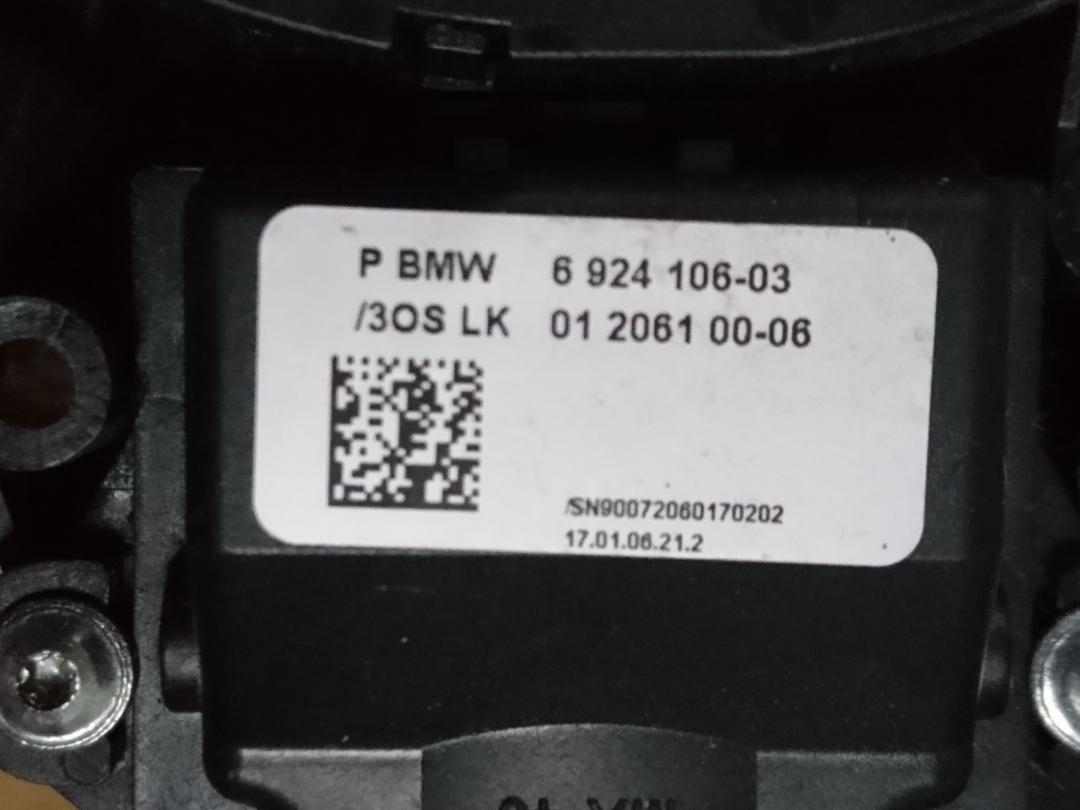 P BMW 6 924 106-03
/3OS LK 01 2061 00-06
/SN90072060170202
17.01.06.21.2